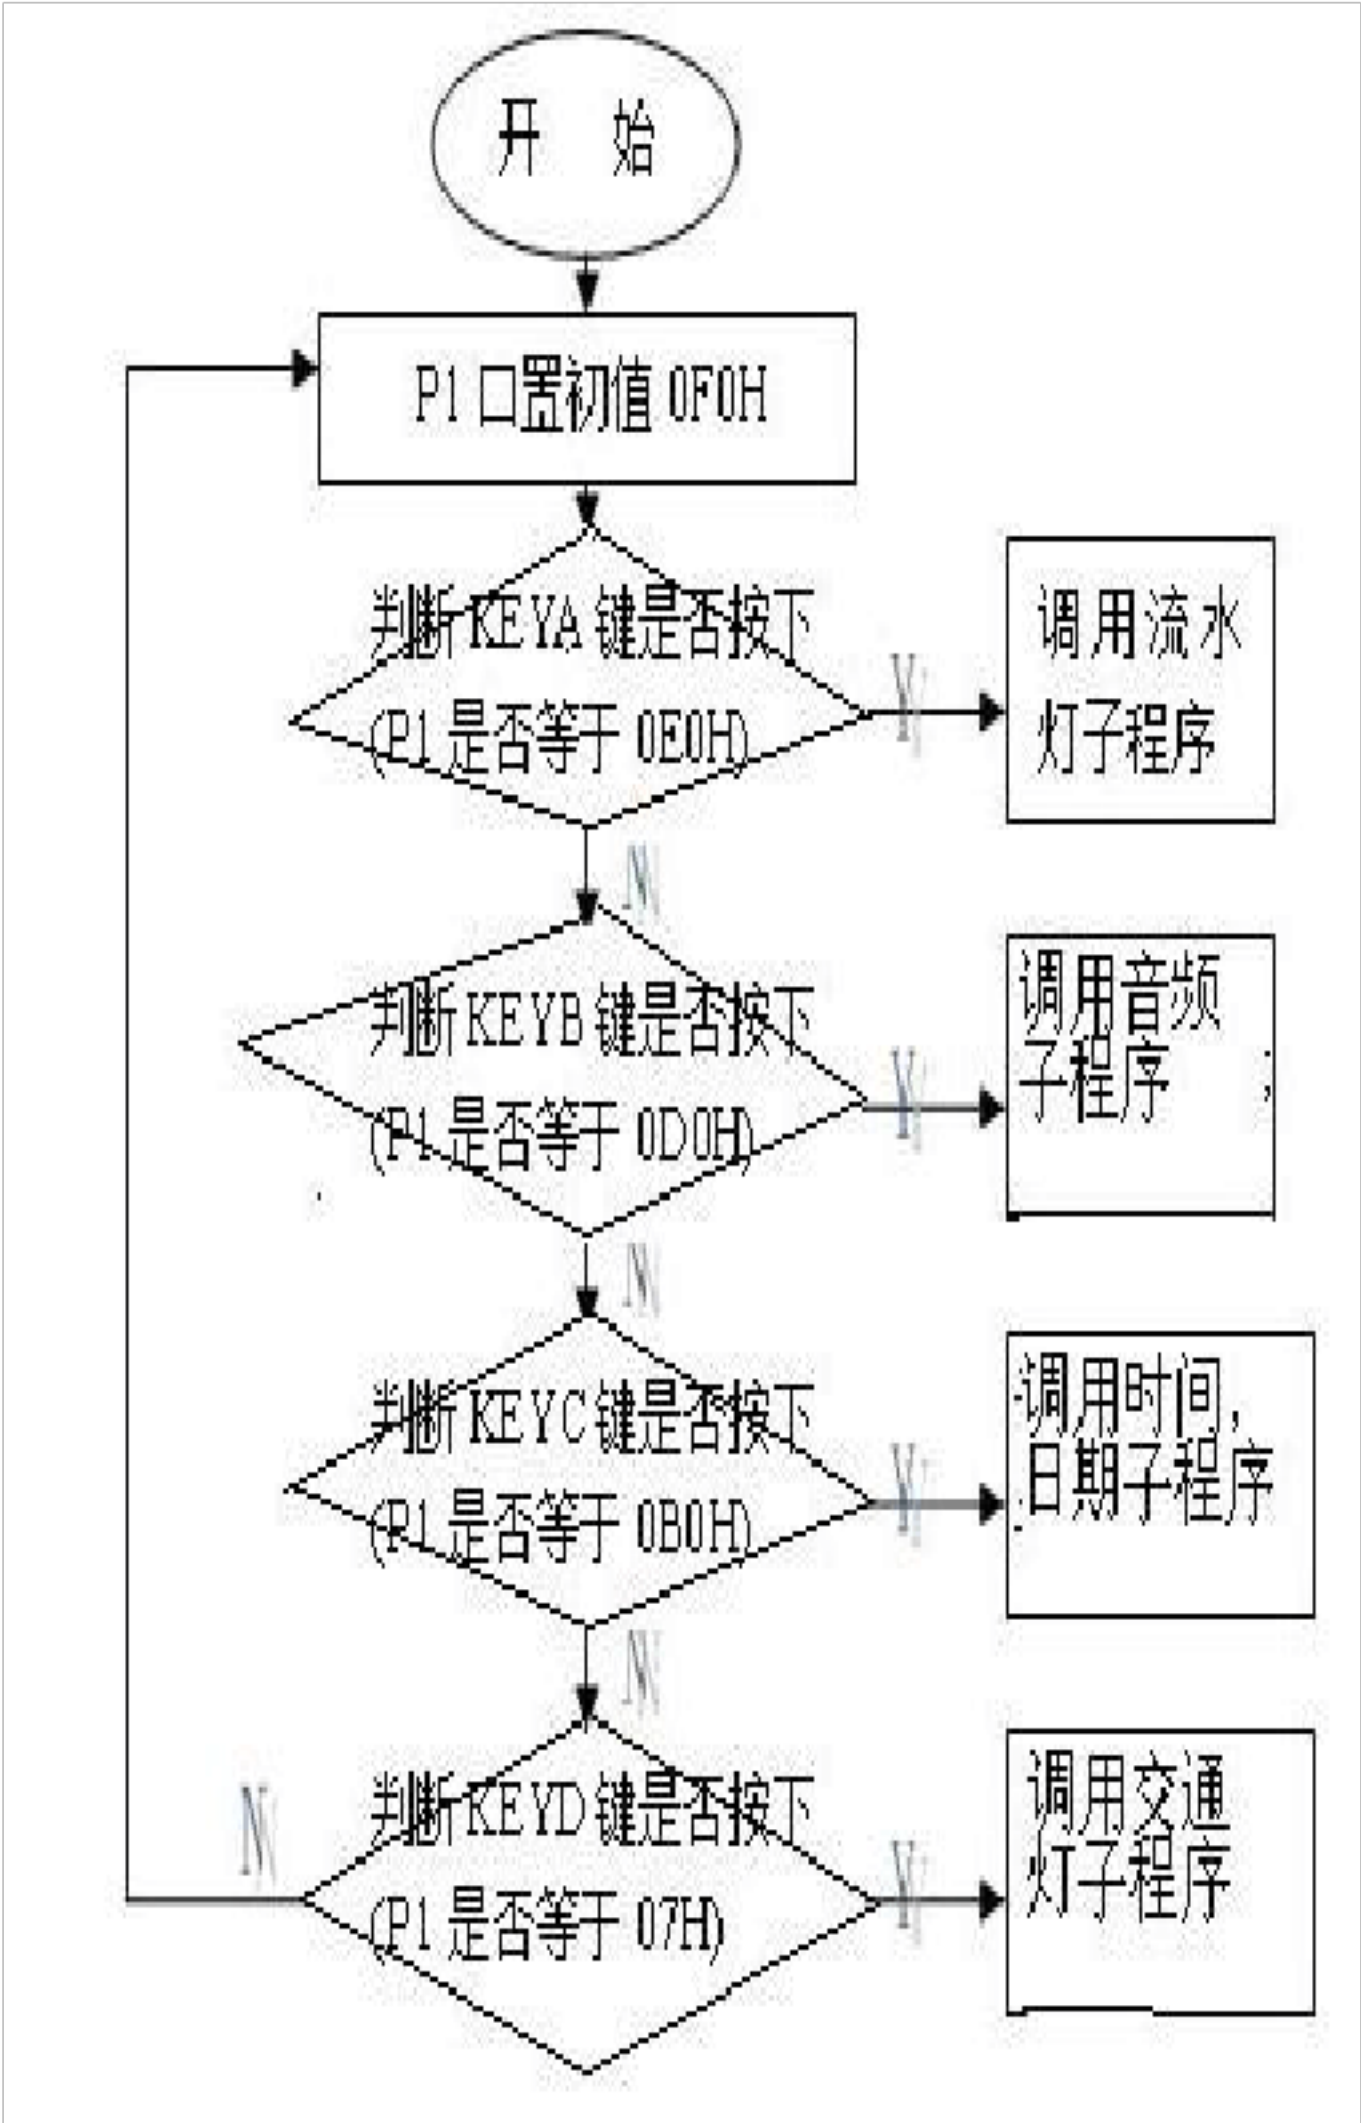 开 始
P1 口置初值 0F0H
判断 KEYA 键是否按下
(P1 是否等于 0E0H)
Y
调用流水
灯子程序
N
判断 KEYB 键是否按下
(P1 是否等于 0D0H)
Y
调用音频
子程序
N
判断 KEYC 键是否按下
(P1 是否等于 0B0H)
Y
调用时间,
日期子程序
N
判断 KEYD 键是否按下
(P1 是否等于 07H)
N
Y
调用交通
灯子程序